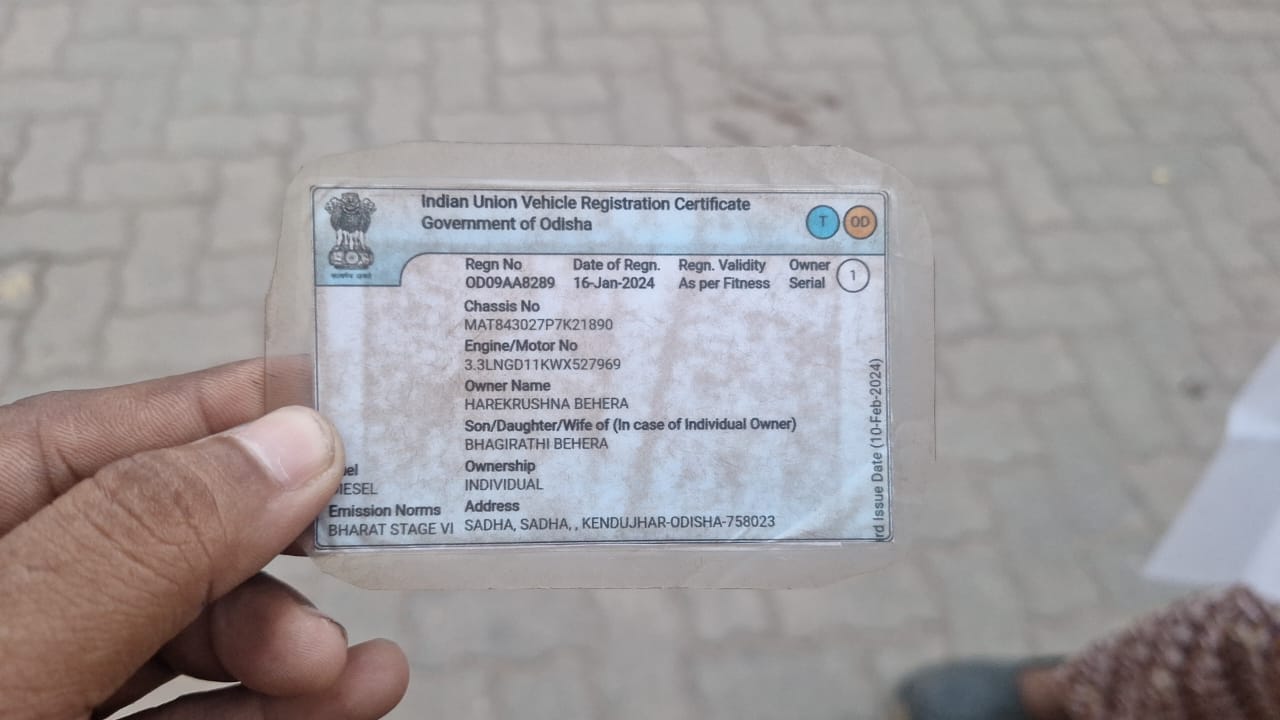 Indian Union Vehicle Registration Certificate
Government of Odisha
T OD
Regn No Date of Regn. Regn. Validity Owner Serial 1
OD09AA8289 16-Jan-2024 As per Fitness
Chassis No
MAT843027P7K21890
Engine/Motor No
3.3LNGD11KWX527969
Owner Name
HAREKRUSHNA BEHERA
Son/Daughter/Wife of (In case of Individual Owner)
BHAGIRATHI BEHERA
Ownership
INDIVIDUAL
Emission Norms
BHARAT STAGE VI
Address
SADHA, SADHA, , KENDUJHAR-ODISHA-758023
Issue Date (10-Feb-2024)